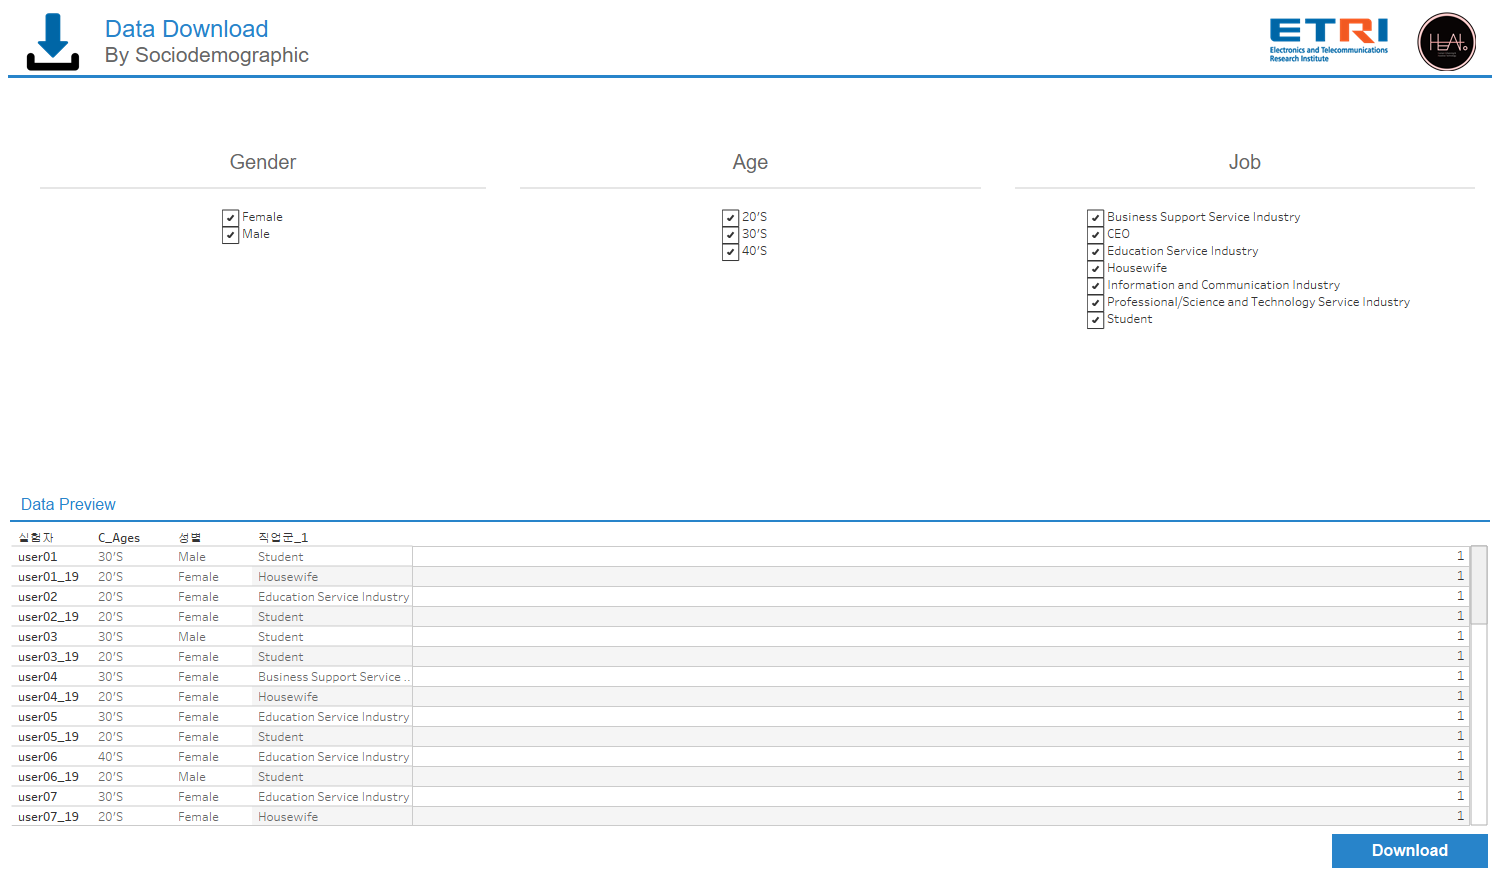 Data Download
By Sociodemographic
ETRI
Electronics and Telecommunications
Research Institute
Gender
Female
Male
Age
20'S
30'S
40'S
Job
Business Support Service Industry
CEO
Education Service Industry
Housewife
Information and Communication Industry
Professional/Science and Technology Service Industry
Student
Data Preview
실험자 C_Ages 성별 직업군_1
user01 30'S Male Student 1
user01_19 20'S Female Housewife 1
user02 20'S Female Education Service Industry 1
user02_19 20'S Female Student 1
user03 30'S Male Student 1
user03_19 20'S Female Student 1
user04 30'S Female Business Support Service .. 1
user04_19 20'S Female Housewife 1
user05 30'S Female Education Service Industry 1
user05_19 20'S Female Student 1
user06 40'S Female Education Service Industry 1
user06_19 20'S Male Student 1
user07 30'S Female Education Service Industry 1
user07_19 20'S Female Housewife 1
Download